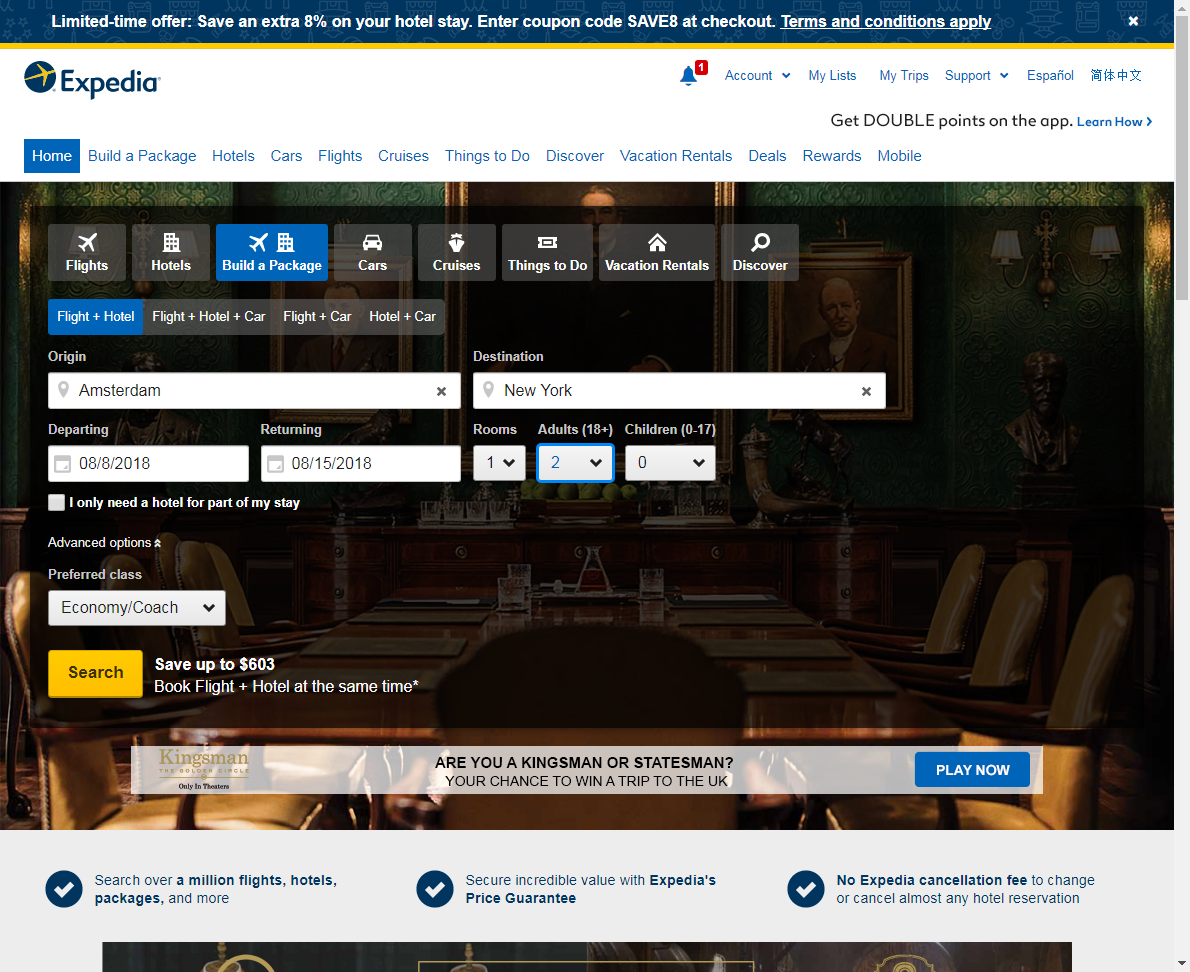 Limited-time offer: Save an extra 8% on your hotel stay. Enter coupon code SAVE8 at checkout. Terms and conditions apply
Expedia
1
Account
My Lists
My Trips
Support
Español
简体中文
Get DOUBLE points on the app. Learn How
Home
Build a Package
Hotels
Cars
Flights
Cruises
Things to Do
Discover
Vacation Rentals
Deals
Rewards
Mobile
Flights
Hotels
Build a Package
Cars
Cruises
Things to Do
Vacation Rentals
Discover
Flight + Hotel
Flight + Hotel + Car
Flight + Car
Hotel + Car
Origin
Destination
Amsterdam
New York
Departing
Returning
Rooms
Adults (18+)
Children (0-17)
08/8/2018
08/15/2018
1
2
0
I only need a hotel for part of my stay
Advanced options
Preferred class
Economy/Coach
Search
Save up to $603
Book Flight + Hotel at the same time*
Kingsman
THE GOLDEN CIRCLE
Only In Theaters
ARE YOU A KINGSMAN OR STATESMAN?
YOUR CHANCE TO WIN A TRIP TO THE UK
PLAY NOW
Search over a million flights, hotels,
packages, and more
Secure incredible value with Expedia's
Price Guarantee
No Expedia cancellation fee to change
or cancel almost any hotel reservation